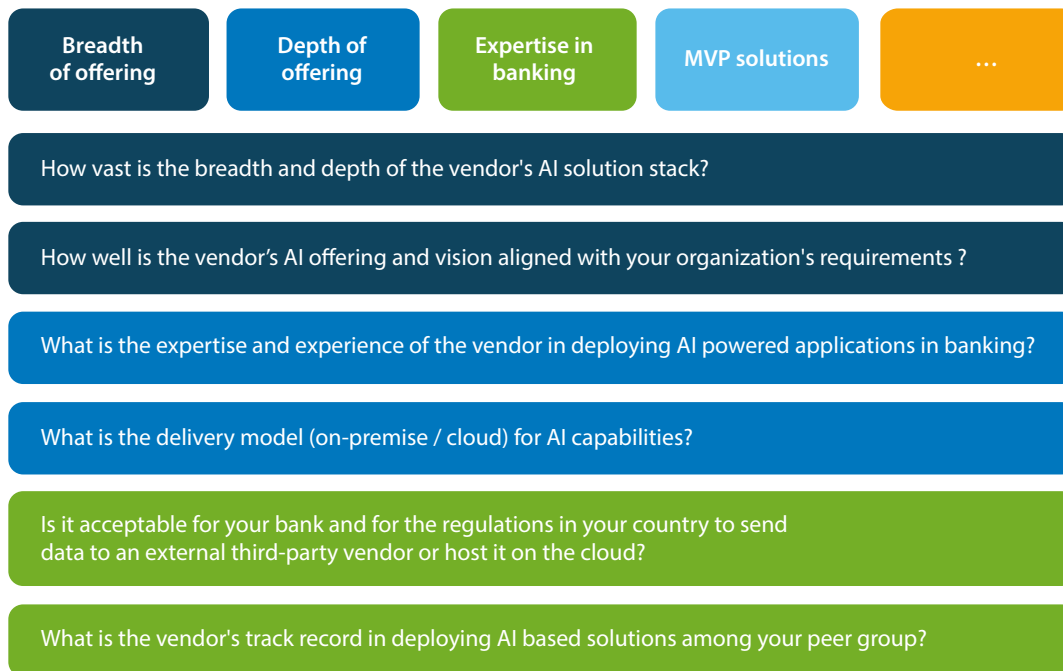 Breadth
of offering
Depth of
offering
Expertise in
banking
MVP solutions
...
How vast is the breadth and depth of the vendor's AI solution stack?
How well is the vendor’s AI offering and vision aligned with your organization's requirements ?
What is the expertise and experience of the vendor in deploying AI powered applications in banking?
What is the delivery model (on-premise / cloud) for AI capabilities?
Is it acceptable for your bank and for the regulations in your country to send
data to an external third-party vendor or host it on the cloud?
What is the vendor's track record in deploying AI based solutions among your peer group?